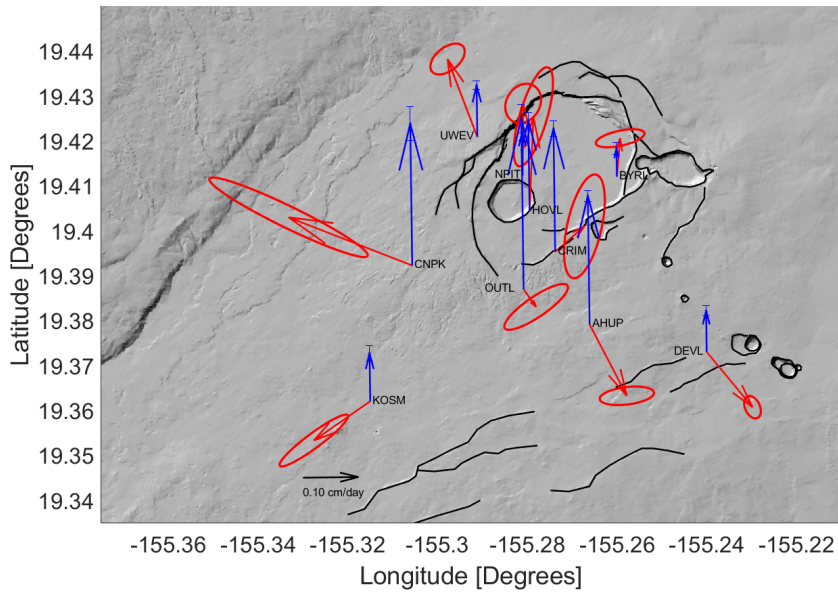 19.44
19.43
19.42
19.41
19.4
19.39
19.38
19.37
19.36
19.35
19.34
Latitude [Degrees]
UWEV
NPIT
BYRL
HOVL
CRIM
CNPK
OUTL
AHUP
DEVL
KOSM
0.10 cm/day
-155.36 -155.34 -155.32 -155.3 -155.28 -155.26 -155.24 -155.22
Longitude [Degrees]